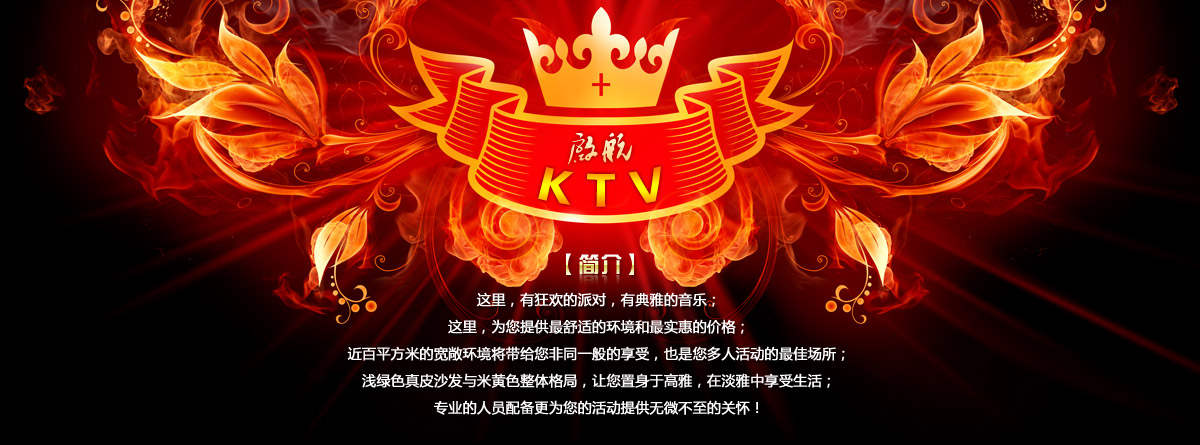 啟航
KTV
【简介】
这里，有狂欢的派对，有典雅的音乐；
这里，为您提供最舒适的环境和最实惠的价格；
近百平方米的宽敞环境将带给您非同一般的享受，也是您多人活动的最佳场所；
浅绿色真皮沙发与米黄色整体格局，让您置身于高雅，在淡雅中享受生活；
专业的人员配备更为您的活动提供无微不至的关怀！